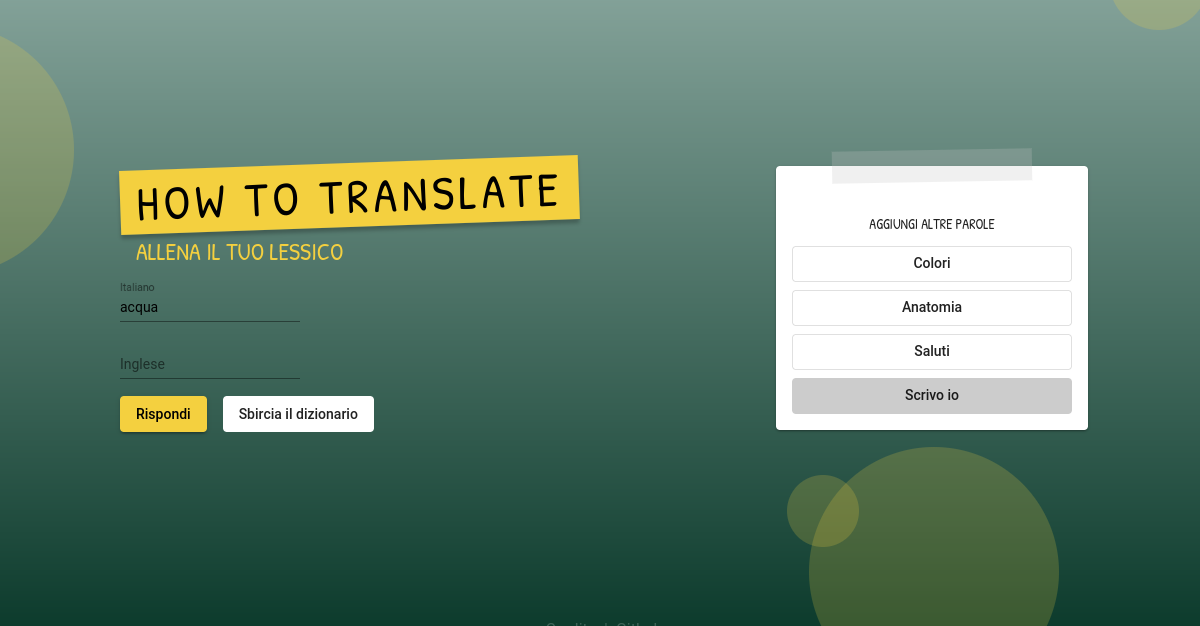 HOW TO TRANSLATE
ALLENA IL TUO LESSICO
Italiano
acqua
Inglese
Rispondi
Sbircia il dizionario
AGGIUNGI ALTRE PAROLE
Colori
Anatomia
Saluti
Scrivo io